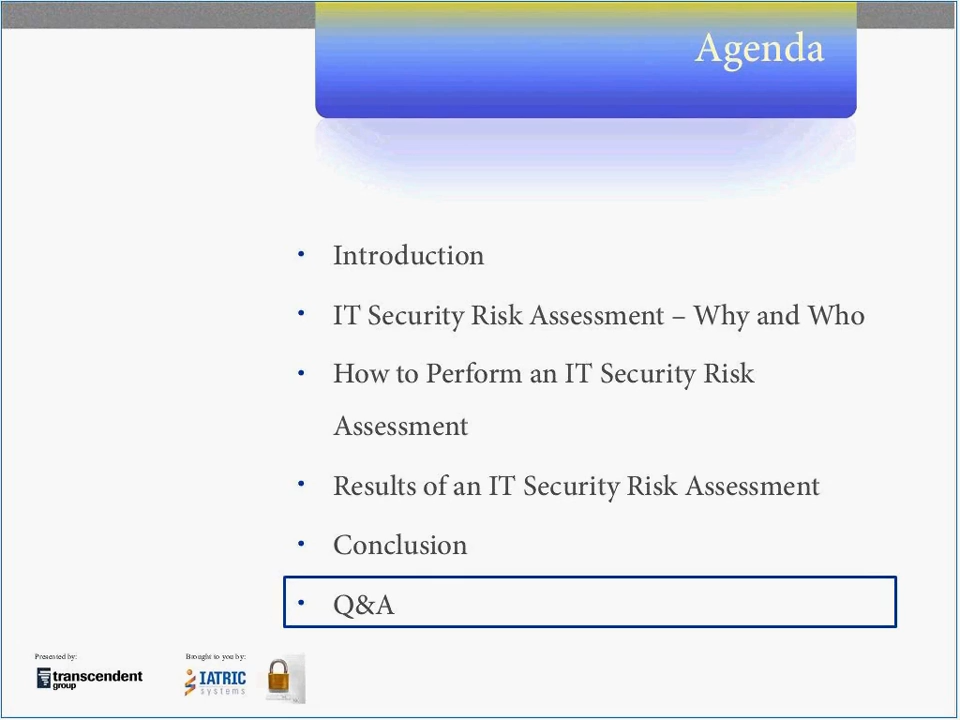 Agenda
• Introduction
• IT Security Risk Assessment – Why and Who
• How to Perform an IT Security Risk
Assessment
• Results of an IT Security Risk Assessment
• Conclusion
• Q&A
Presented by:
Brought to you by:
transcendent
group
IATRIC
systems